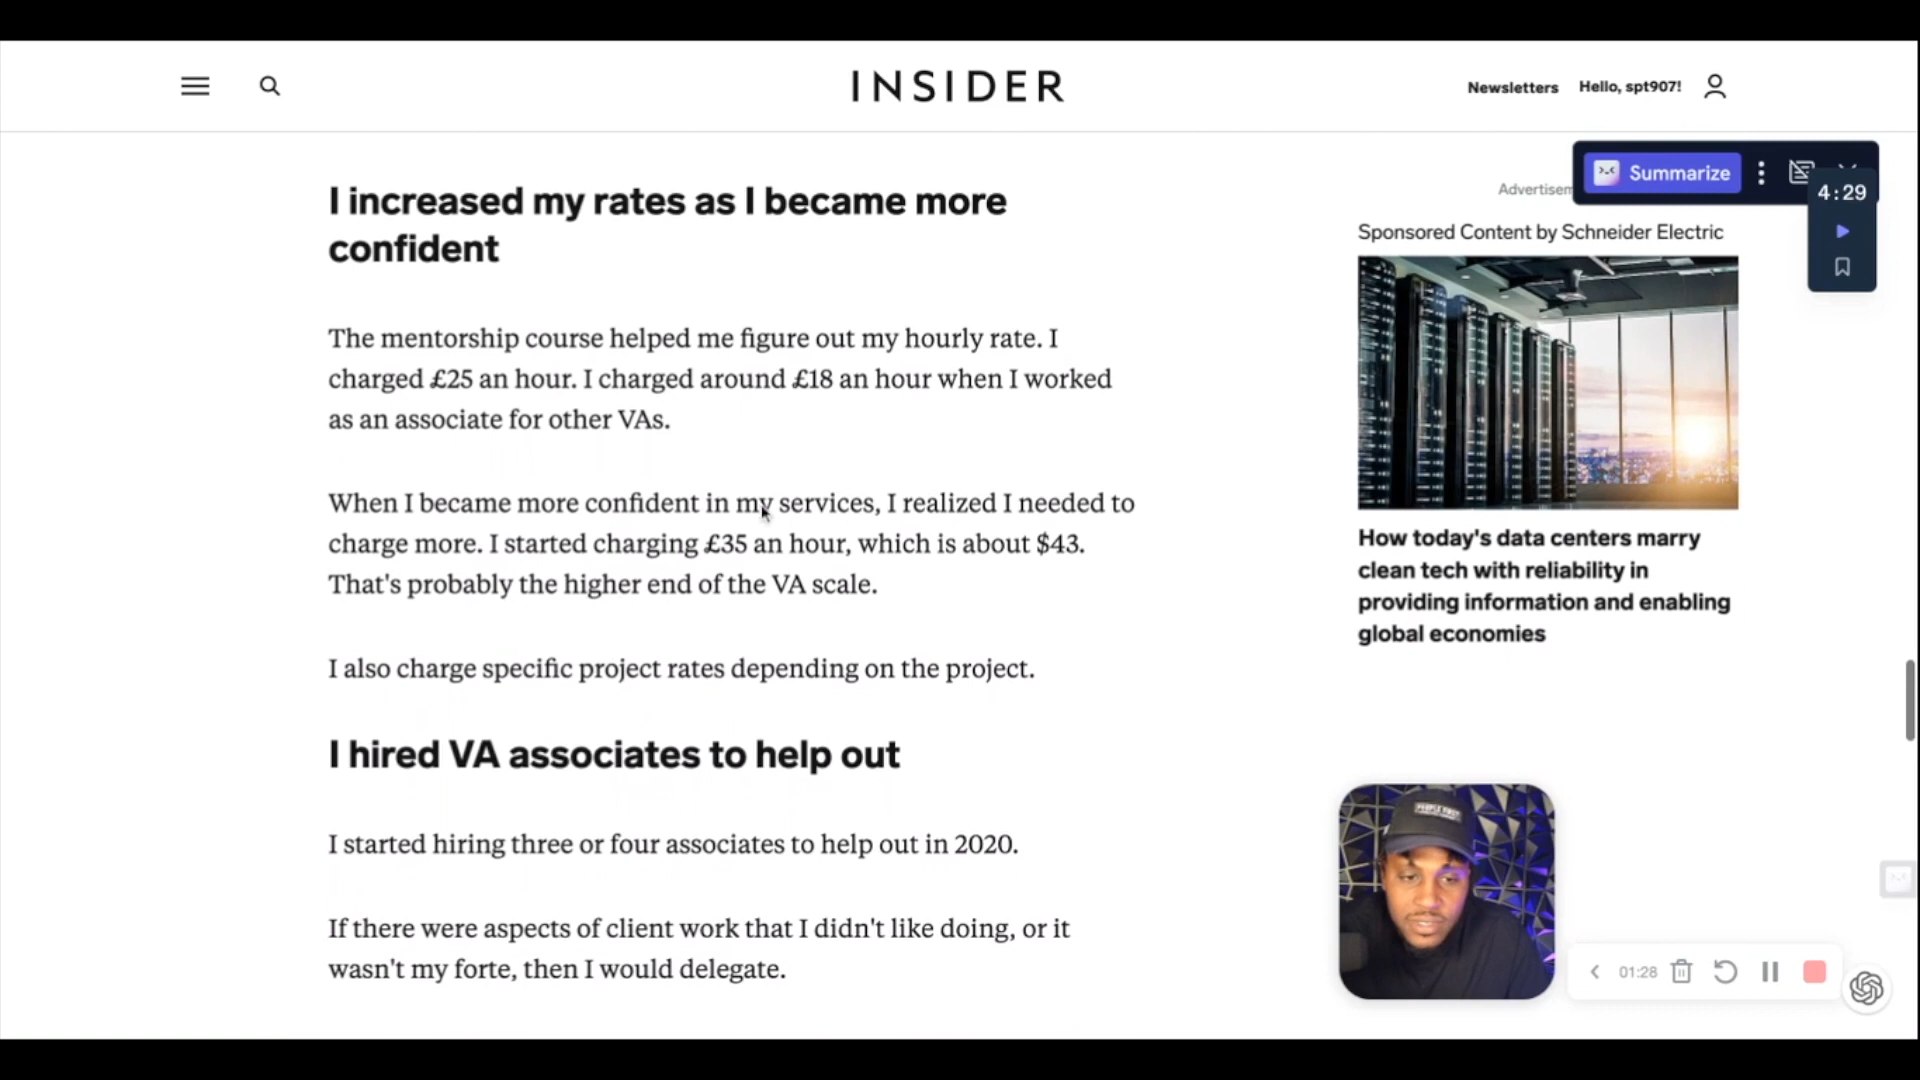 INSIDER
Newsletters
Hello, spt907!
I increased my rates as I became more
confident
The mentorship course helped me figure out my hourly rate. I
charged £25 an hour. I charged around £18 an hour when I worked
as an associate for other VAs.
When I became more confident in my services, I realized I needed to
charge more. I started charging £35 an hour, which is about $43.
That's probably the higher end of the VA scale.
I also charge specific project rates depending on the project.
I hired VA associates to help out
I started hiring three or four associates to help out in 2020.
If there were aspects of client work that I didn't like doing, or it
wasn't my forte, then I would delegate.
Summarize
4:29
Advertisem
Sponsored Content by Schneider Electric
How today's data centers marry
clean tech with reliability in
providing information and enabling
global economies
PEOPLE FIRST
01:28